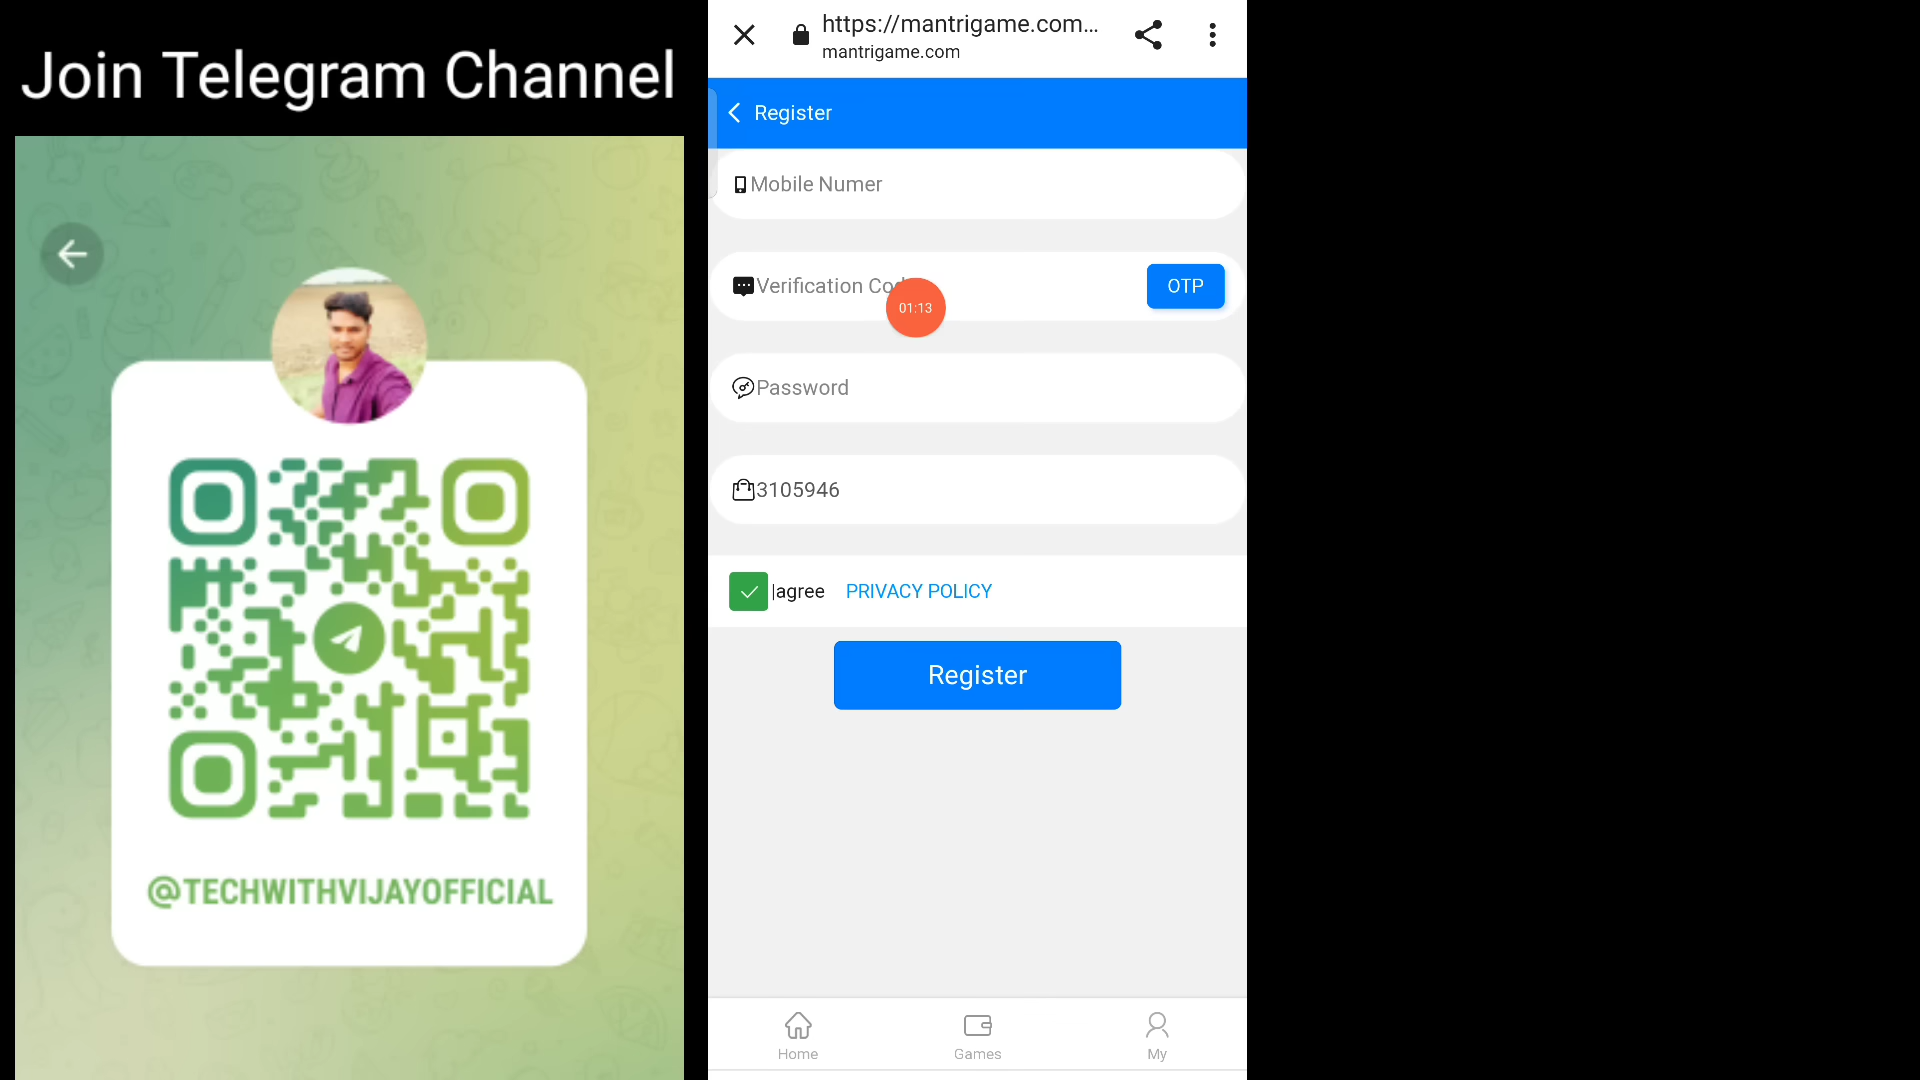 Join Telegram Channel
@TECHWITHVIJAYOFFICIAL
https://mantrigame.com...
mantrigame.com
Register
Mobile Numer
Verification Co
OTP
01:13
Password
3105946
I agree PRIVACY POLICY
Register
Home
Games
My